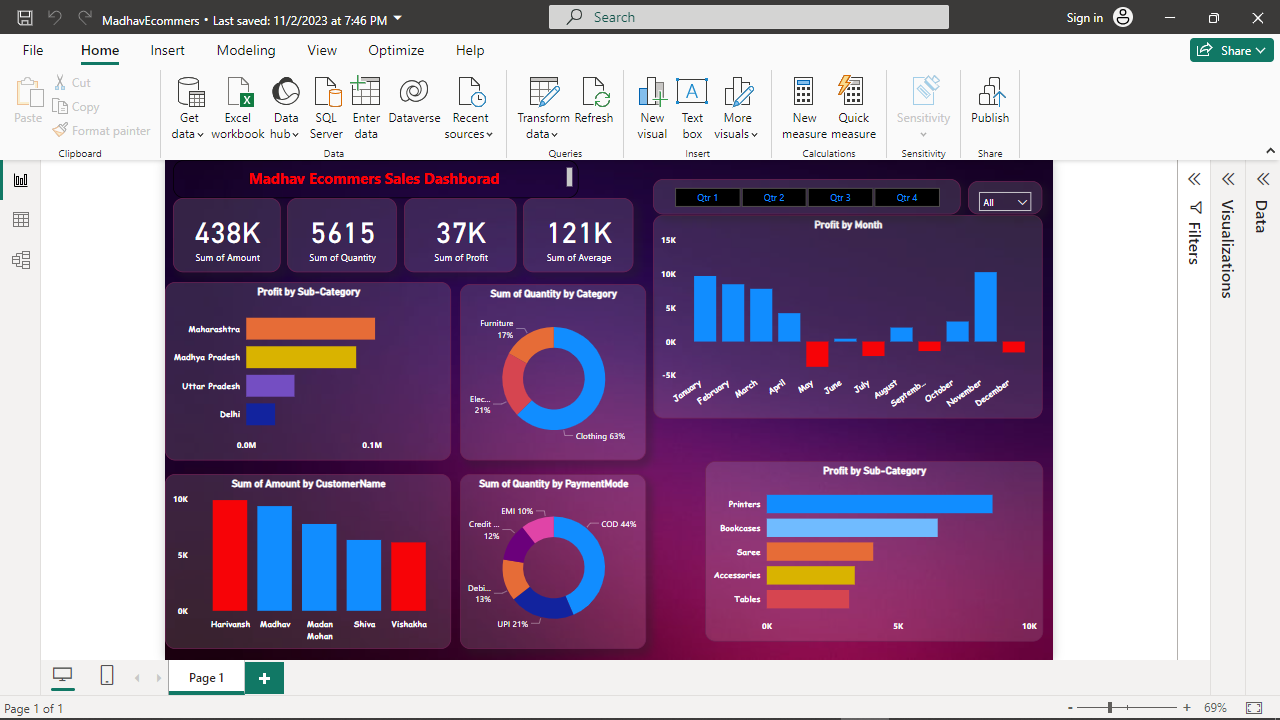 MadhavEcommers • Last saved: 11/2/2023 at 7:46 PM
Search
Sign in
File Home Insert Modeling View Optimize Help
Share
Paste
Cut
Copy
Format painter
Clipboard
Get data
Excel workbook
Data hub
SQL Server
Enter data
Dataverse
Recent sources
Data
Transform data
Refresh
Queries
New visual
Text box
More visuals
Insert
New measure
Quick measure
Calculations
Sensitivity
Sensitivity
Publish
Share
Madhav Ecommers Sales Dashborad
438K
Sum of Amount
5615
Sum of Quantity
37K
Sum of Profit
121K
Sum of Average
Qtr 1 Qtr 2 Qtr 3 Qtr 4
All
Profit by Month
15K
10K
5K
0K
-5K
January February March April May June July August Septemb... October November December
Profit by Sub-Category
Maharashtra
Madhya Pradesh
Uttar Pradesh
Delhi
0.0M 0.1M
Sum of Quantity by Category
Furniture
17%
Elec...
21%
Clothing 63%
Sum of Amount by CustomerName
10K
5K
0K
Harivansh Madhav Madan Mohan Shiva Vishakha
Sum of Quantity by PaymentMode
EMI 10%
COD 44%
Credit ...
12%
Debi...
13%
UPI 21%
Profit by Sub-Category
Printers
Bookcases
Saree
Accessories
Tables
0K 5K 10K
Filters
Visualizations
Data
Page 1
Page 1 of 1
69%